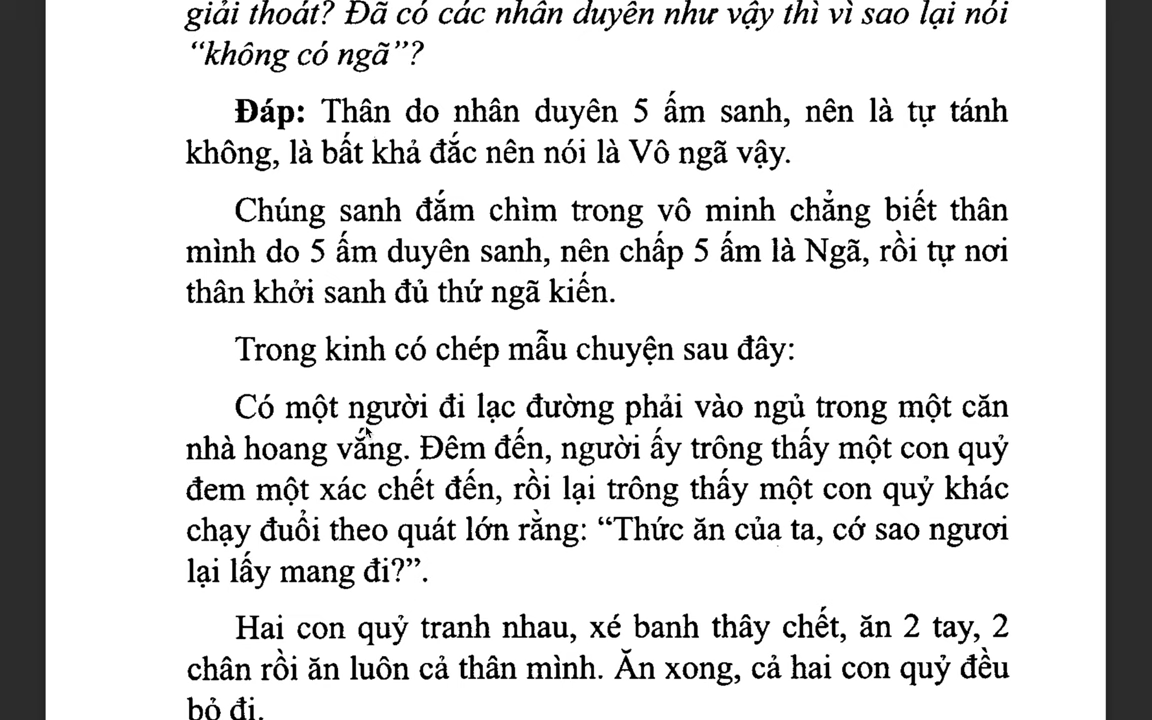 giải thoát? Đã có các nhân duyên như vậy thì vì sao lại nói
“không có ngã”?
Đáp: Thân do nhân duyên 5 ấm sanh, nên là tự tánh
không, là bất khả đắc nên nói là Vô ngã vậy.
Chúng sanh đắm chìm trong vô minh chẳng biết thân
mình do 5 ấm duyên sanh, nên chấp 5 ấm là Ngã, rồi tự nơi
thân khởi sanh đủ thứ ngã kiến.
Trong kinh có chép mẫu chuyện sau đây:
Có một người đi lạc đường phải vào ngủ trong một căn
nhà hoang vắng. Đêm đến, người ấy trông thấy một con quỷ
đem một xác chết đến, rồi lại trông thấy một con quỷ khác
chạy đuổi theo quát lớn rằng: “Thức ăn của ta, cớ sao ngươi
lại lấy mang đi?”.
Hai con quỷ tranh nhau, xé banh thây chết, ăn 2 tay, 2
chân rồi ăn luôn cả thân mình. Ăn xong, cả hai con quỷ đều
bỏ đi.